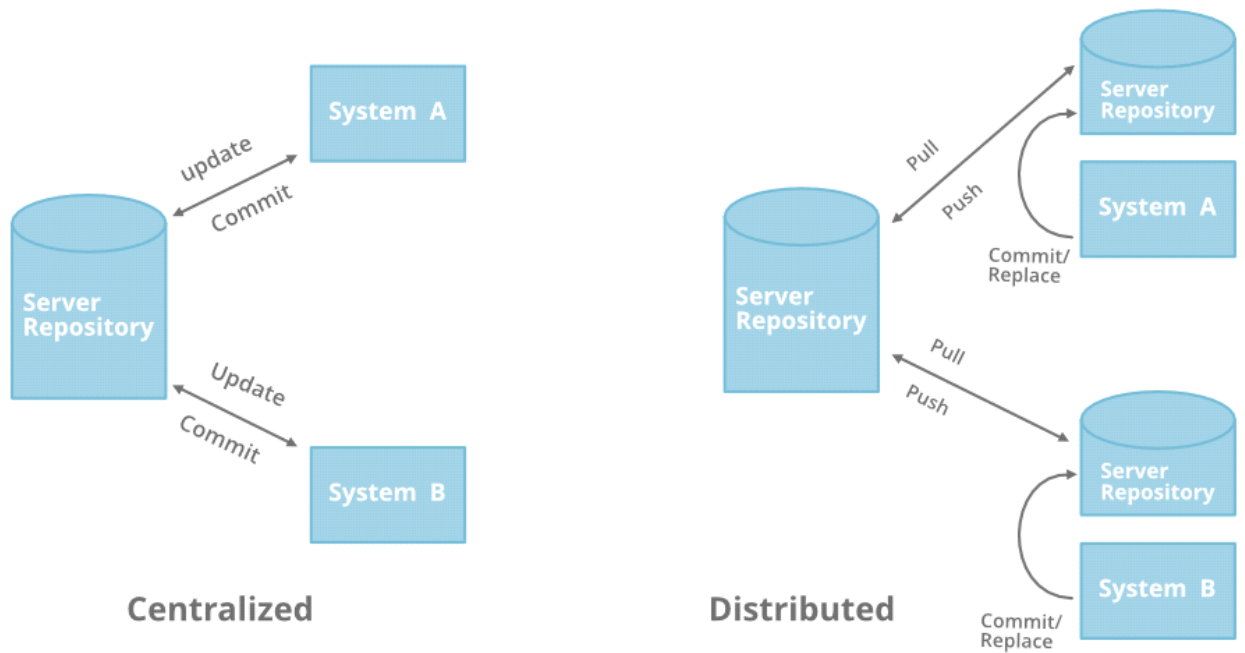 System A
update
Commit
Server
Repository
Update
Commit
System B
Centralized
Server
Repository
Pull
Push
System A
Commit/
Replace
Server
Repository
Pull
Push
Server
Repository
System B
Commit/
Replace
Distributed